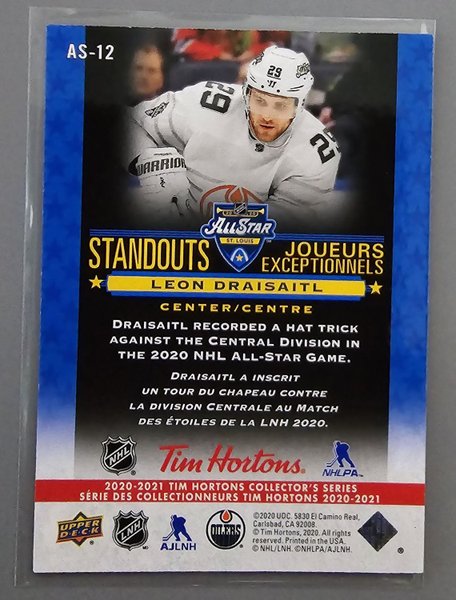 AS-12
29
29
29
WARRIOR
ALL STAR
ST. LOUIS
STANDOUTS
JOUEURS
EXCEPTIONNELS
LEON DRAISAITL
CENTER/CENTRE
DRAISAITL RECORDED A HAT TRICK
AGAINST THE CENTRAL DIVISION IN
THE 2020 NHL ALL-STAR GAME.
DRAISAITL A INSCRIT
UN TOUR DU CHAPEAU CONTRE
LA DIVISION CENTRALE AU MATCH
DES ÉTOILES DE LA LNH 2020.
NHL
Tim Hortons.
NHLPA
2020-2021 TIM HORTONS COLLECTOR'S SERIES
SÉRIE DES COLLECTIONNEURS TIM HORTONS 2020-2021
UPPER DECK
LNH
AJLNH
OILERS
©2020 UDC. 5830 El Camino Real,
Carlsbad, CA 92008.
© Tim Hortons, 2020. All rights
reserved. Printed in the USA.
© NHL/LNH. ©NHLPA/AJLNH.